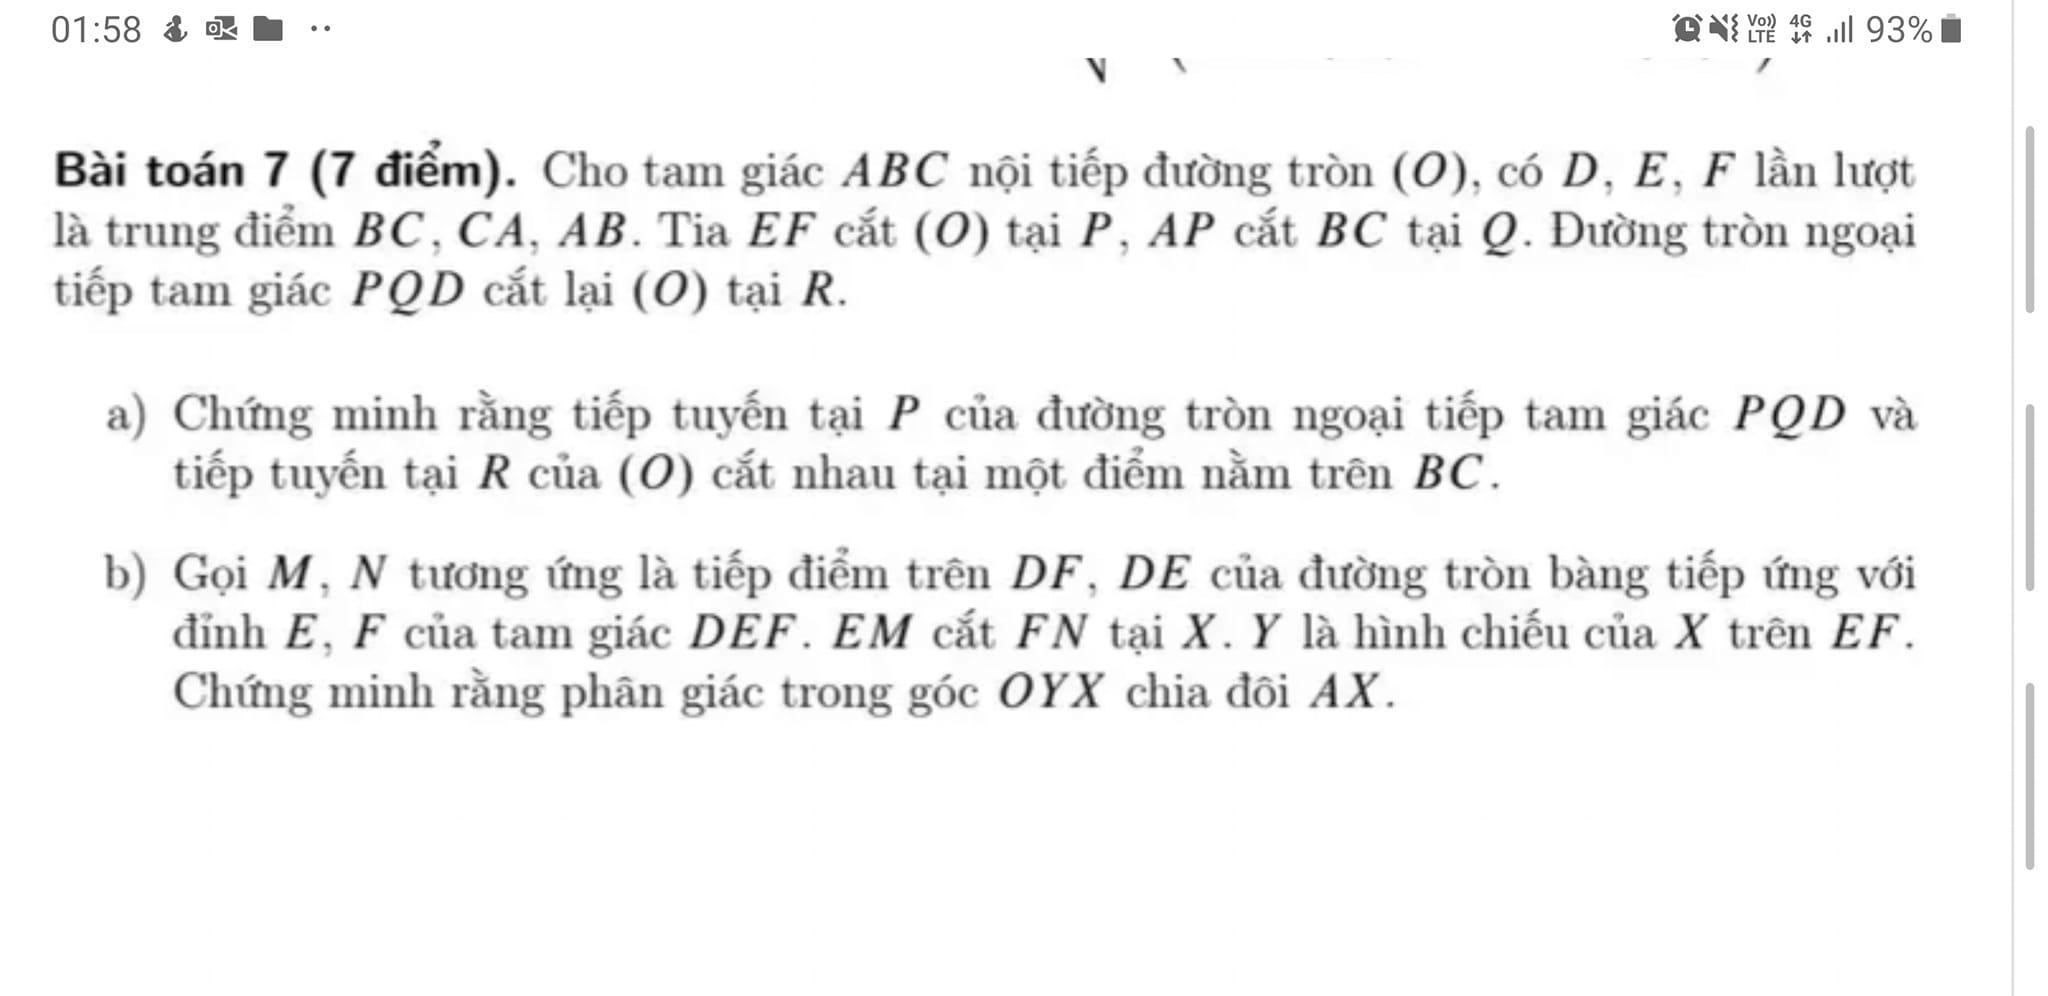 01:58
Vo)) 4G 93%
LTE
Bài toán 7 (7 điểm). Cho tam giác ABC nội tiếp đường tròn (O), có D, E, F lần lượt
là trung điểm BC, CA, AB. Tia EF cắt (O) tại P, AP cắt BC tại Q. Đường tròn ngoại
tiếp tam giác PQD cắt lại (O) tại R.
a) Chứng minh rằng tiếp tuyến tại P của đường tròn ngoại tiếp tam giác PQD và
tiếp tuyến tại R của (O) cắt nhau tại một điểm nằm trên BC.
b) Gọi M, N tương ứng là tiếp điểm trên DF, DE của đường tròn bàng tiếp ứng với
đỉnh E, F của tam giác DEF. EM cắt FN tại X. Y là hình chiếu của X trên EF.
Chứng minh rằng phân giác trong góc OYX chia đôi AX.